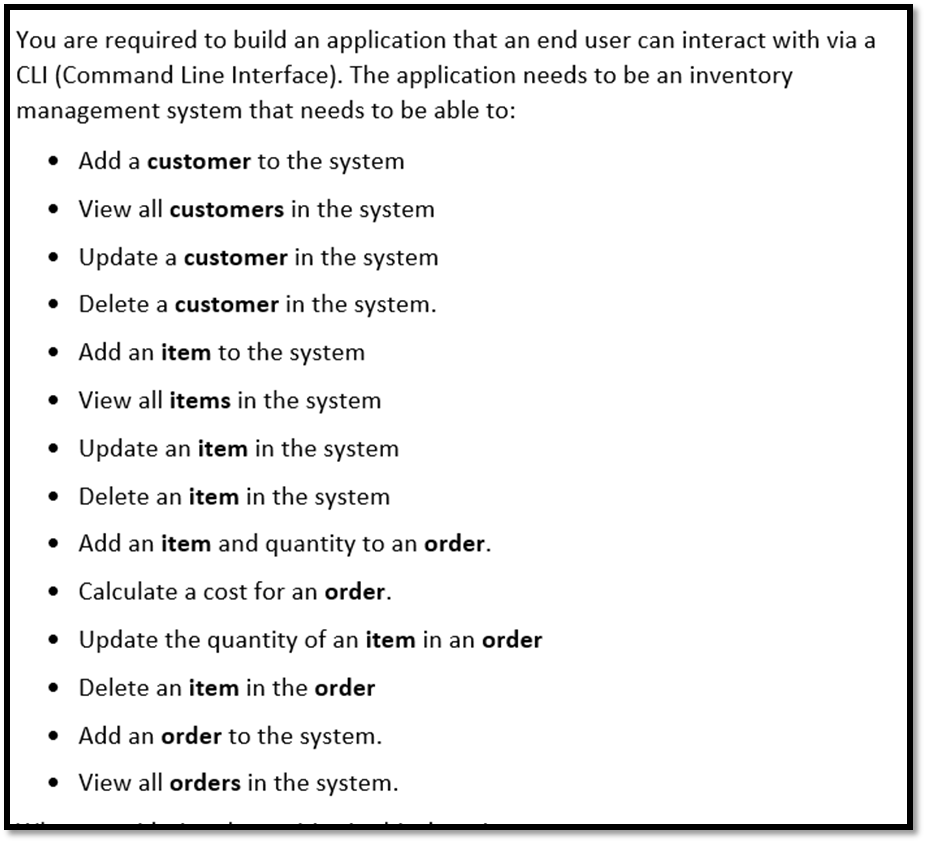 You are required to build an application that an end user can interact with via a
CLI (Command Line Interface). The application needs to be an inventory
management system that needs to be able to:
• Add a customer to the system
• View all customers in the system
• Update a customer in the system
• Delete a customer in the system.
• Add an item to the system
• View all items in the system
• Update an item in the system
• Delete an item in the system
• Add an item and quantity to an order.
• Calculate a cost for an order.
• Update the quantity of an item in an order
• Delete an item in the order
• Add an order to the system.
• View all orders in the system.